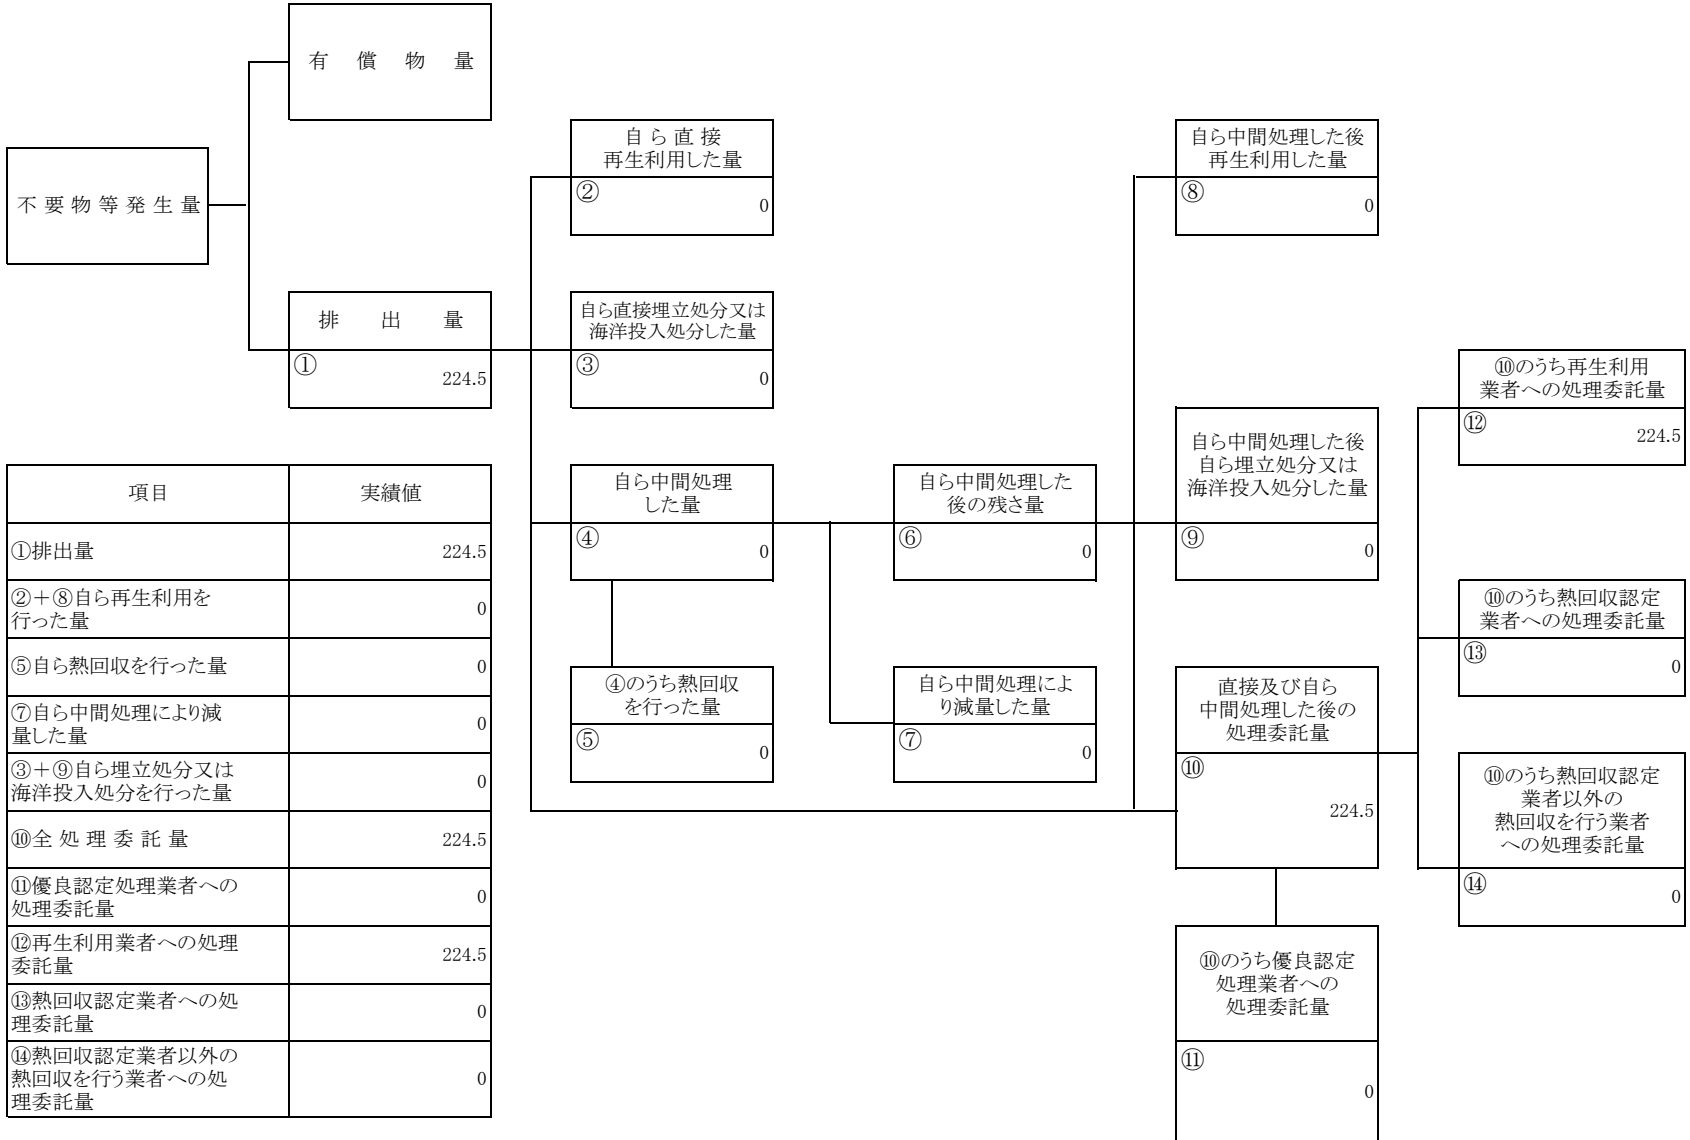 有 償 物 量
不 要 物 等 発 生 量
自 ら 直 接
再生利用した量
②
0
自ら中間処理した後
再生利用した量
⑧
0
排 出 量
①
224.5
自ら直接埋立処分又は
海洋投入処分した量
③
0
⑩のうち再生利用
業者への処理委託量
⑫
224.5
自ら中間処理
した量
④
0
自ら中間処理した
後の残さ量
⑥
0
自ら中間処理した後
自ら埋立処分又は
海洋投入処分した量
⑨
0
⑩のうち熱回収認定
業者への処理委託量
⑬
0
④のうち熱回収
を行った量
⑤
0
自ら中間処理によ
り減量した量
⑦
0
直接及び自ら
中間処理した後の
処理委託量
⑩
224.5
⑩のうち熱回収認定
業者以外の
熱回収を行う業者
への処理委託量
⑭
0
⑩のうち優良認定
処理業者への
処理委託量
⑪
0
項目 実績値
①排出量 224.5
②＋⑧自ら再生利用を
行った量 0
⑤自ら熱回収を行った量 0
⑦自ら中間処理により減
量した量 0
③＋⑨自ら埋立処分又は
海洋投入処分を行った量 0
⑩全 処 理 委 託 量 224.5
⑪優良認定処理業者への
処理委託量 0
⑫再生利用業者への処理
委託量 224.5
⑬熱回収認定業者への処
理委託量 0
⑭熱回収認定業者以外の
熱回収を行う業者への処
理委託量 0